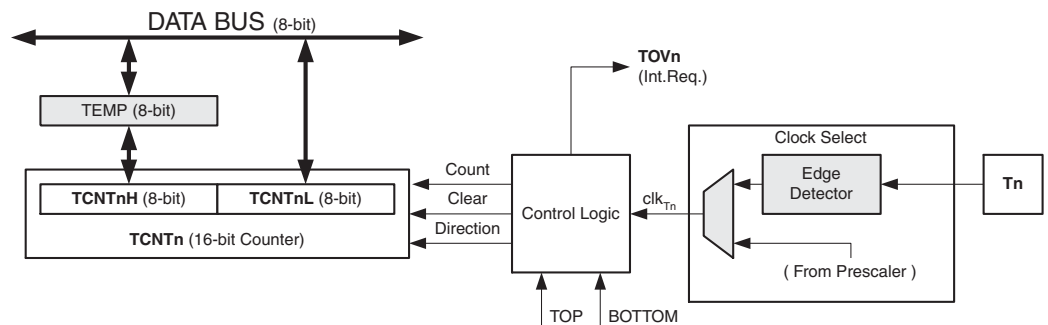 DATA BUS (8-bit)
TEMP (8-bit)
TCNTnH (8-bit)
TCNTnL (8-bit)
TCNTn (16-bit Counter)
Count
Clear
Direction
Control Logic
TOVn
(Int.Req.)
TOP
BOTTOM
clkTn
Clock Select
Edge
Detector
( From Prescaler )
Tn